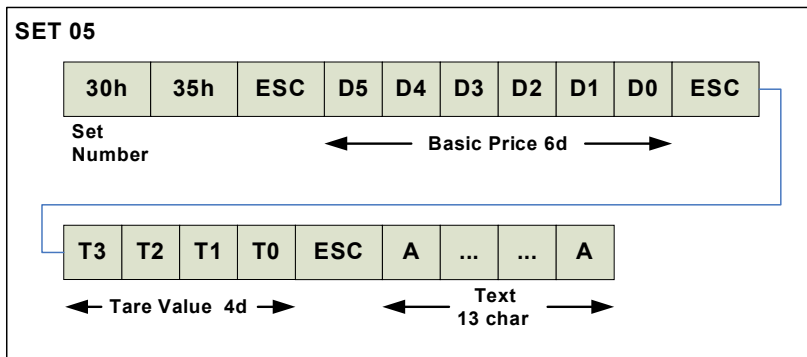 SET 05
30h 35h ESC D5 D4 D3 D2 D1 D0 ESC
Set
Number
Basic Price 6d
T3 T2 T1 T0 ESC A ... ... A
Tare Value 4d
Text
13 char